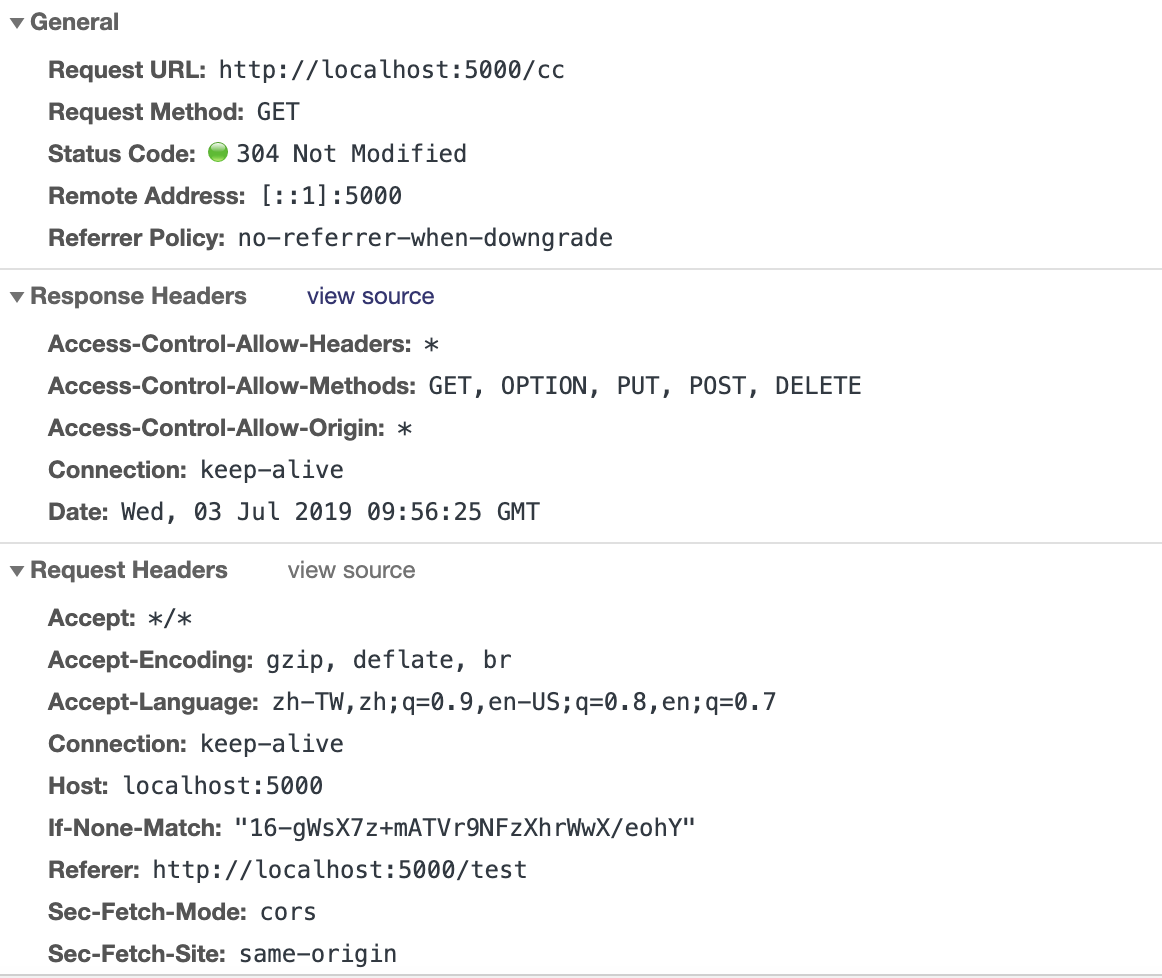 General
Request URL: http://localhost:5000/cc
Request Method: GET
Status Code: 304 Not Modified
Remote Address: [::1]:5000
Referrer Policy: no-referrer-when-downgrade
Response Headers view source
Access-Control-Allow-Headers: *
Access-Control-Allow-Methods: GET, OPTION, PUT, POST, DELETE
Access-Control-Allow-Origin: *
Connection: keep-alive
Date: Wed, 03 Jul 2019 09:56:25 GMT
Request Headers view source
Accept: */*
Accept-Encoding: gzip, deflate, br
Accept-Language: zh-TW,zh;q=0.9,en-US;q=0.8,en;q=0.7
Connection: keep-alive
Host: localhost:5000
If-None-Match: "16-gWsX7z+mATVr9NFzXhrWwX/eohY"
Referer: http://localhost:5000/test
Sec-Fetch-Mode: cors
Sec-Fetch-Site: same-origin